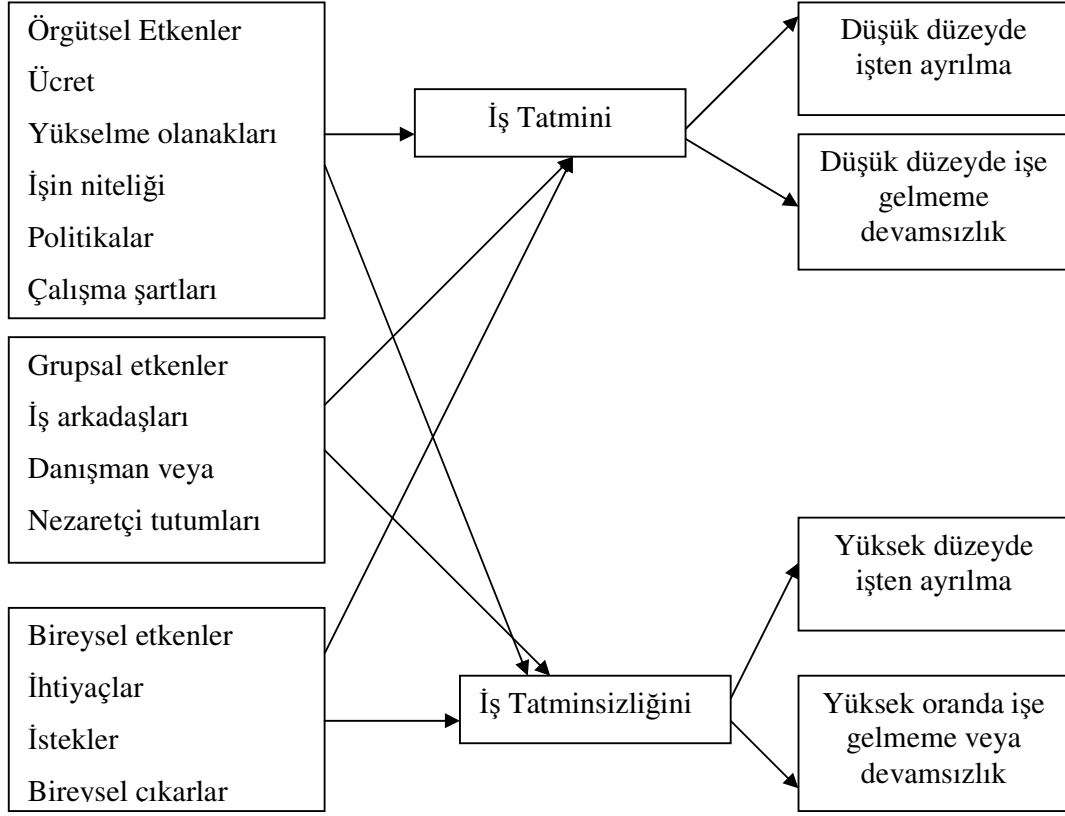 Örgütsel Etkenler
Ücret
Yükselme olanakları
İşin niteliği
Politikalar
Çalışma şartları
Grupsal etkenler
İş arkadaşları
Danışman veya
Nezaretçi tutumları
Bireysel etkenler
İhtiyaçlar
İstekler
Bireysel çıkarlar
İş Tatmini
İş Tatminsizliğini
Düşük düzeyde
işten ayrılma
Düşük düzeyde işe
gelmeme
devamsızlık
Yüksek düzeyde
işten ayrılma
Yüksek oranda işe
gelmeme veya
devamsızlık